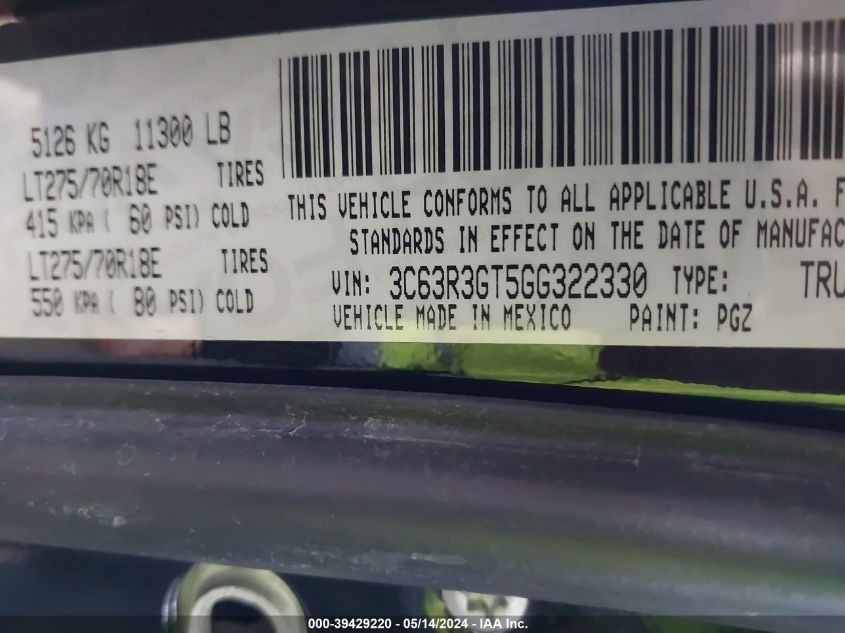 5126 KG 11300 LB
LT275/70R18E TIRES
415 KPA ( 60 PSI) COLD
LT275/70R18E TIRES
550 KPA ( 80 PSI) COLD
THIS VEHICLE CONFORMS TO ALL APPLICABLE U.S.A. F
STANDARDS IN EFFECT ON THE DATE OF MANUFAC
VIN: 3C63R3GT5GG322330 TYPE: TRU
VEHICLE MADE IN MEXICO PAINT: PGZ
000-39429220 - 05/14/2024 - IAA Inc.